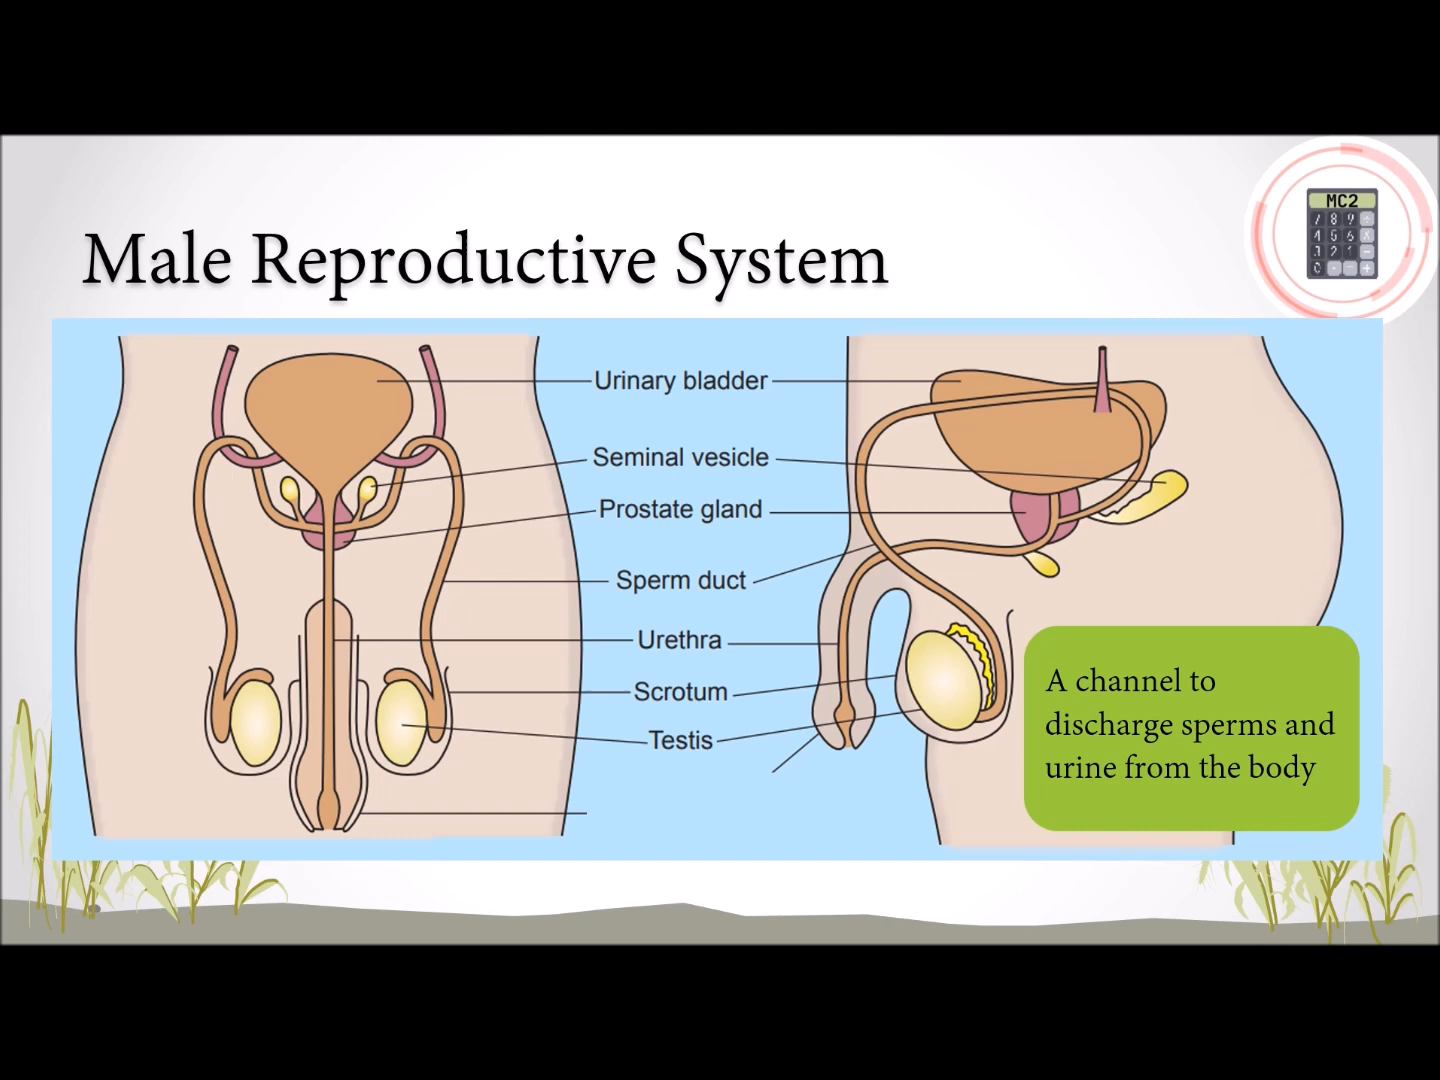 MC2
Male Reproductive System
Urinary bladder
Seminal vesicle
Prostate gland
Sperm duct
Urethra
Scrotum
Testis
A channel to
discharge sperms and
urine from the body